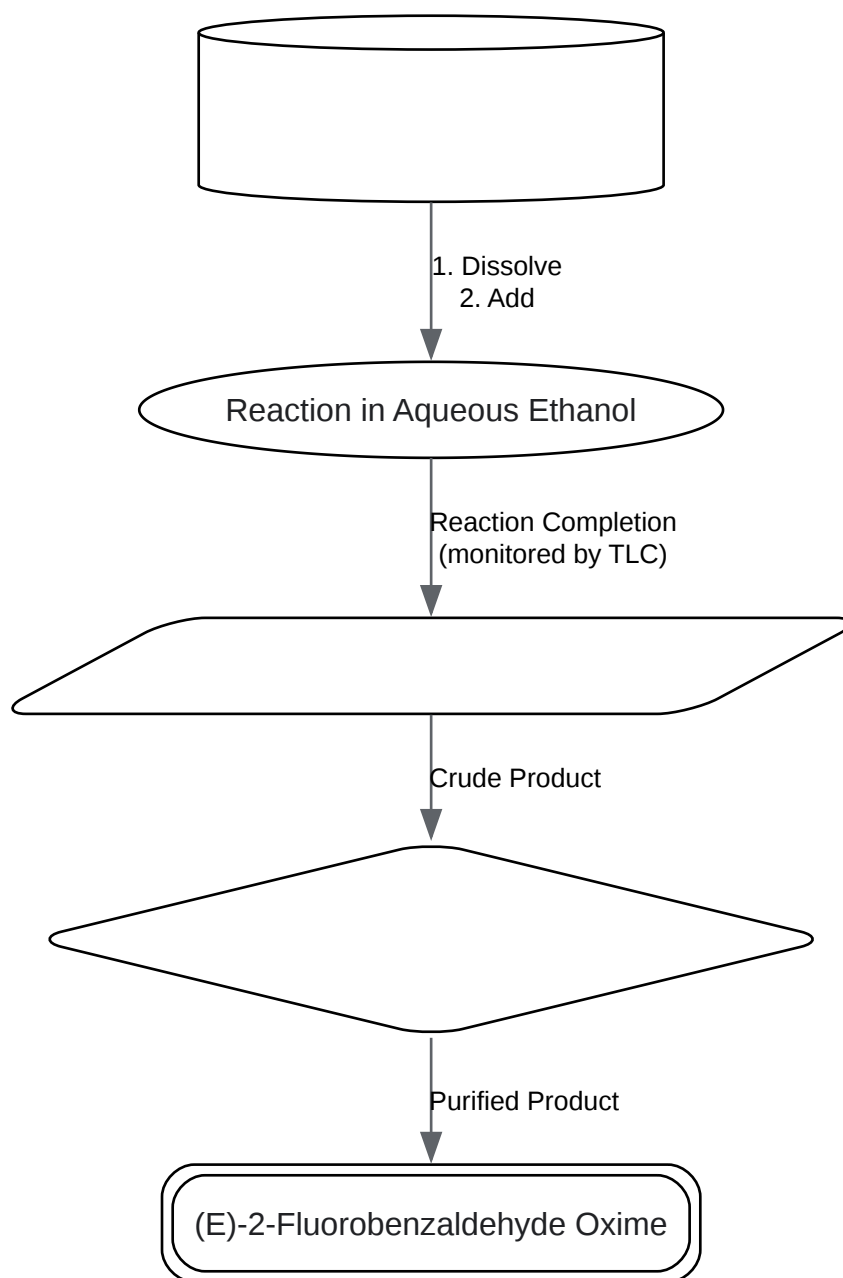 1. Dissolve
2. Add
Reaction in Aqueous Ethanol
Reaction Completion
(monitored by TLC)
Crude Product
Purified Product
(E)-2-Fluorobenzaldehyde Oxime